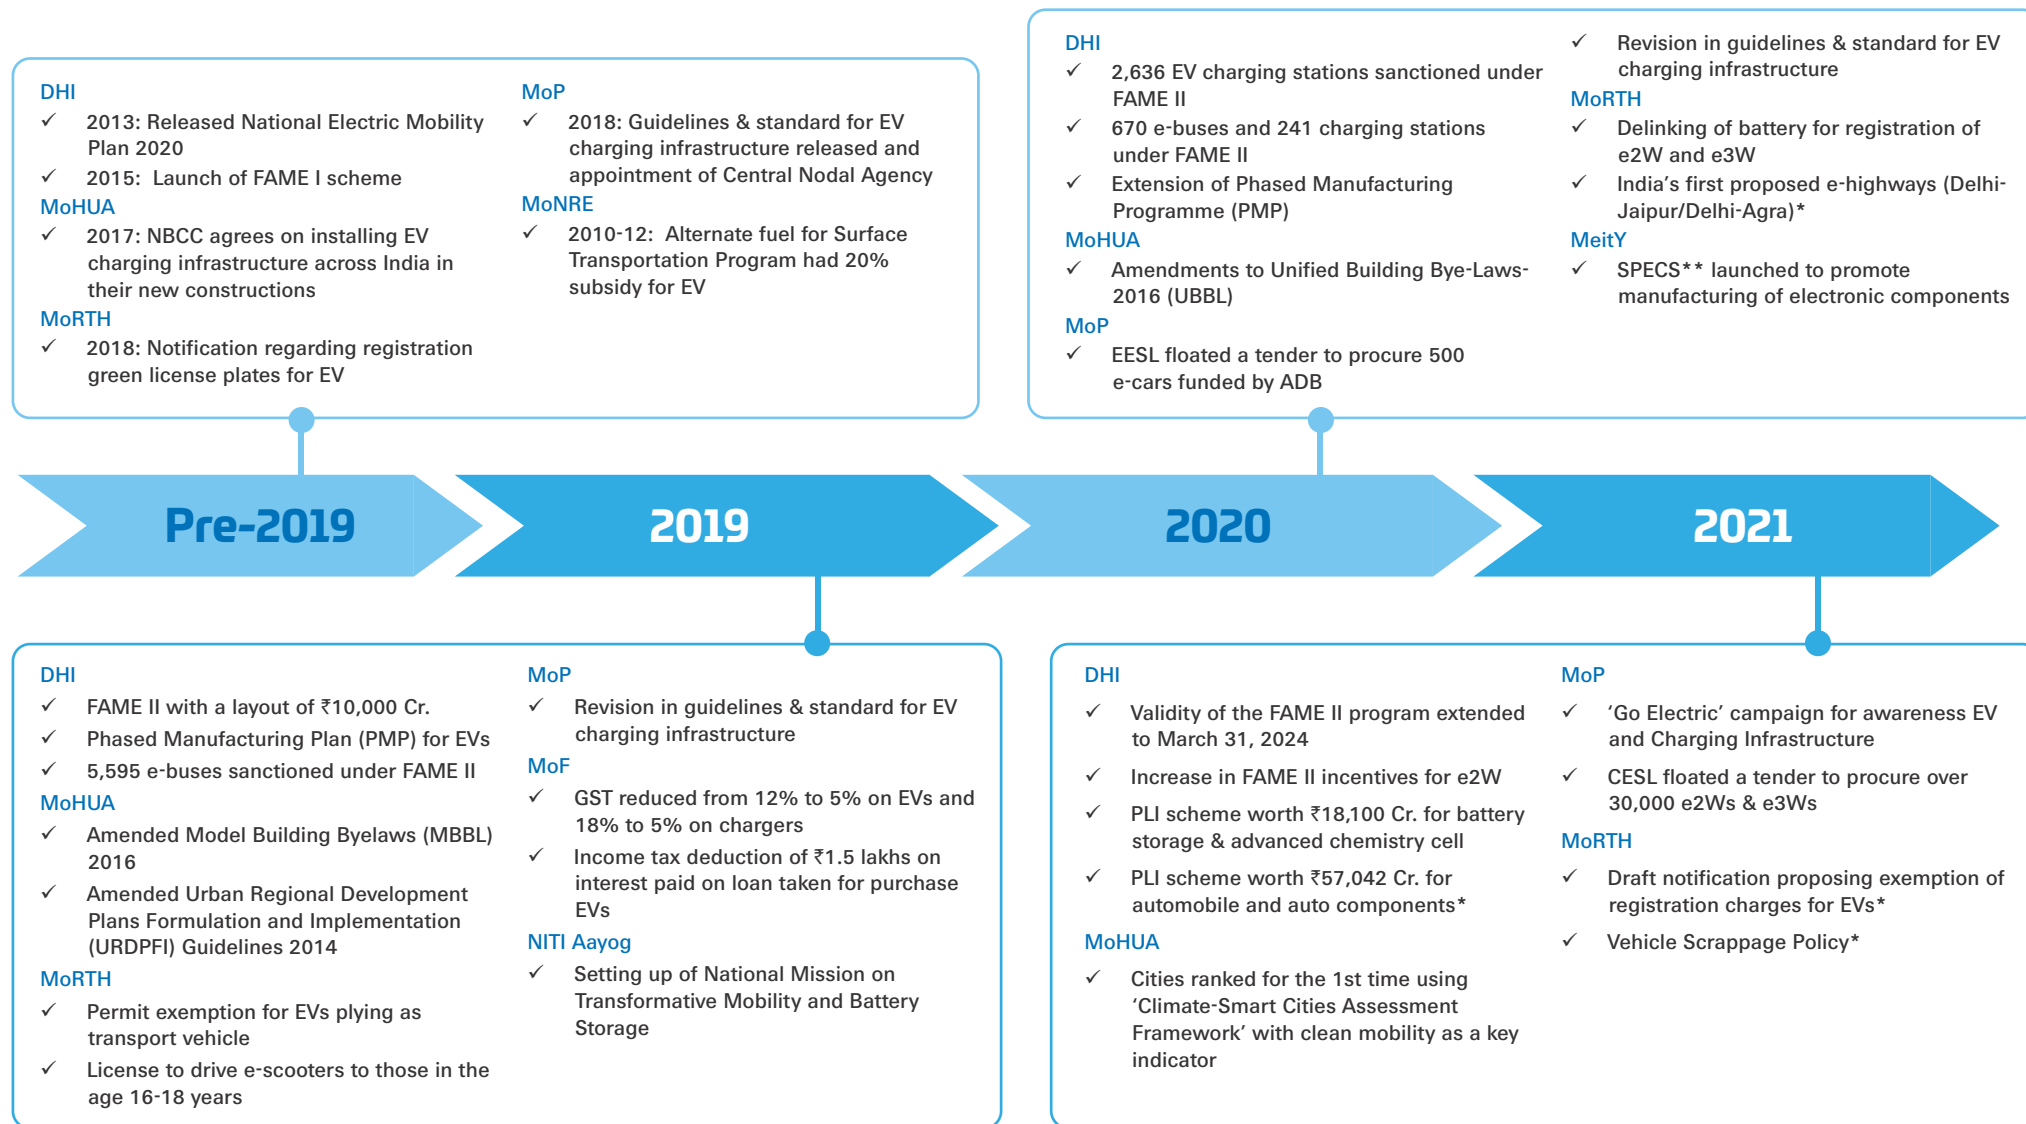 DHI
✓ 2013: Released National Electric Mobility
Plan 2020
✓ 2015: Launch of FAME I scheme
MoHUA
✓ 2017: NBCC agrees on installing EV
charging infrastructure across India in
their new constructions
MoRTH
✓ 2018: Notification regarding registration
green license plates for EV
MoP
✓ 2018: Guidelines & standard for EV
charging infrastructure released and
appointment of Central Nodal Agency
MoNRE
✓ 2010-12: Alternate fuel for Surface
Transportation Program had 20%
subsidy for EV
DHI
✓ 2,636 EV charging stations sanctioned under
FAME II
✓ 670 e-buses and 241 charging stations
under FAME II
✓ Extension of Phased Manufacturing
Programme (PMP)
MoHUA
✓ Amendments to Unified Building Bye-Laws-
2016 (UBBL)
MoP
✓ EESL floated a tender to procure 500
e-cars funded by ADB
✓ Revision in guidelines & standard for EV
charging infrastructure
MoRTH
✓ Delinking of battery for registration of
e2W and e3W
✓ India's first proposed e-highways (Delhi-
Jaipur/Delhi-Agra)*
MeitY
✓ SPECS** launched to promote
manufacturing of electronic components
Pre-2019
2019
2020
2021
DHI
✓ FAME II with a layout of ₹10,000 Cr.
✓ Phased Manufacturing Plan (PMP) for EVs
✓ 5,595 e-buses sanctioned under FAME II
MoHUA
✓ Amended Model Building Byelaws (MBBL)
2016
✓ Amended Urban Regional Development
Plans Formulation and Implementation
(URDPFI) Guidelines 2014
MoRTH
✓ Permit exemption for EVs plying as
transport vehicle
✓ License to drive e-scooters to those in the
age 16-18 years
MoP
✓ Revision in guidelines & standard for EV
charging infrastructure
MoF
✓ GST reduced from 12% to 5% on EVs and
18% to 5% on chargers
✓ Income tax deduction of ₹1.5 lakhs on
interest paid on loan taken for purchase
EVs
NITI Aayog
✓ Setting up of National Mission on
Transformative Mobility and Battery
Storage
DHI
✓ Validity of the FAME II program extended
to March 31, 2024
✓ Increase in FAME II incentives for e2W
✓ PLI scheme worth ₹18,100 Cr. for battery
storage & advanced chemistry cell
✓ PLI scheme worth ₹57,042 Cr. for
automobile and auto components*
MoHUA
✓ Cities ranked for the 1st time using
'Climate-Smart Cities Assessment
Framework' with clean mobility as a key
indicator
MoP
✓ 'Go Electric' campaign for awareness EV
and Charging Infrastructure
✓ CESL floated a tender to procure over
30,000 e2Ws & e3Ws
MoRTH
✓ Draft notification proposing exemption of
registration charges for EVs*
✓ Vehicle Scrappage Policy*